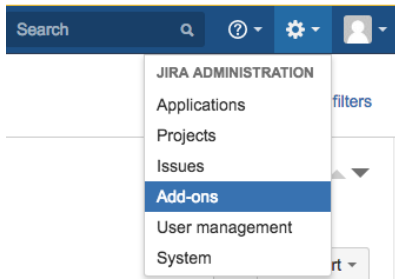 Search
JIRA ADMINISTRATION
Applications
filters
Projects
Issues
Add-ons
User management
System
rt